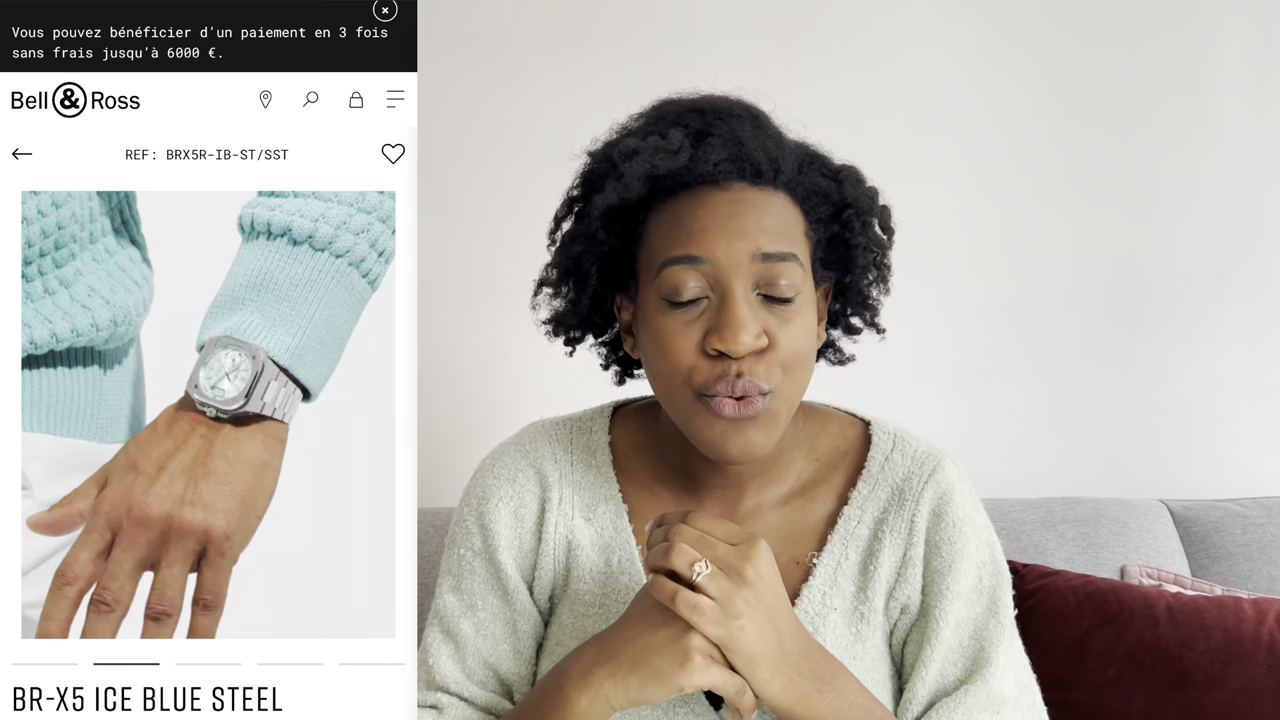 Vous pouvez bénéficier d’un paiement en 3 fois
sans frais jusqu’à 6000 €.
Bell & Ross
REF: BRX5R-IB-ST/SST
BR-X5 ICE BLUE STEEL